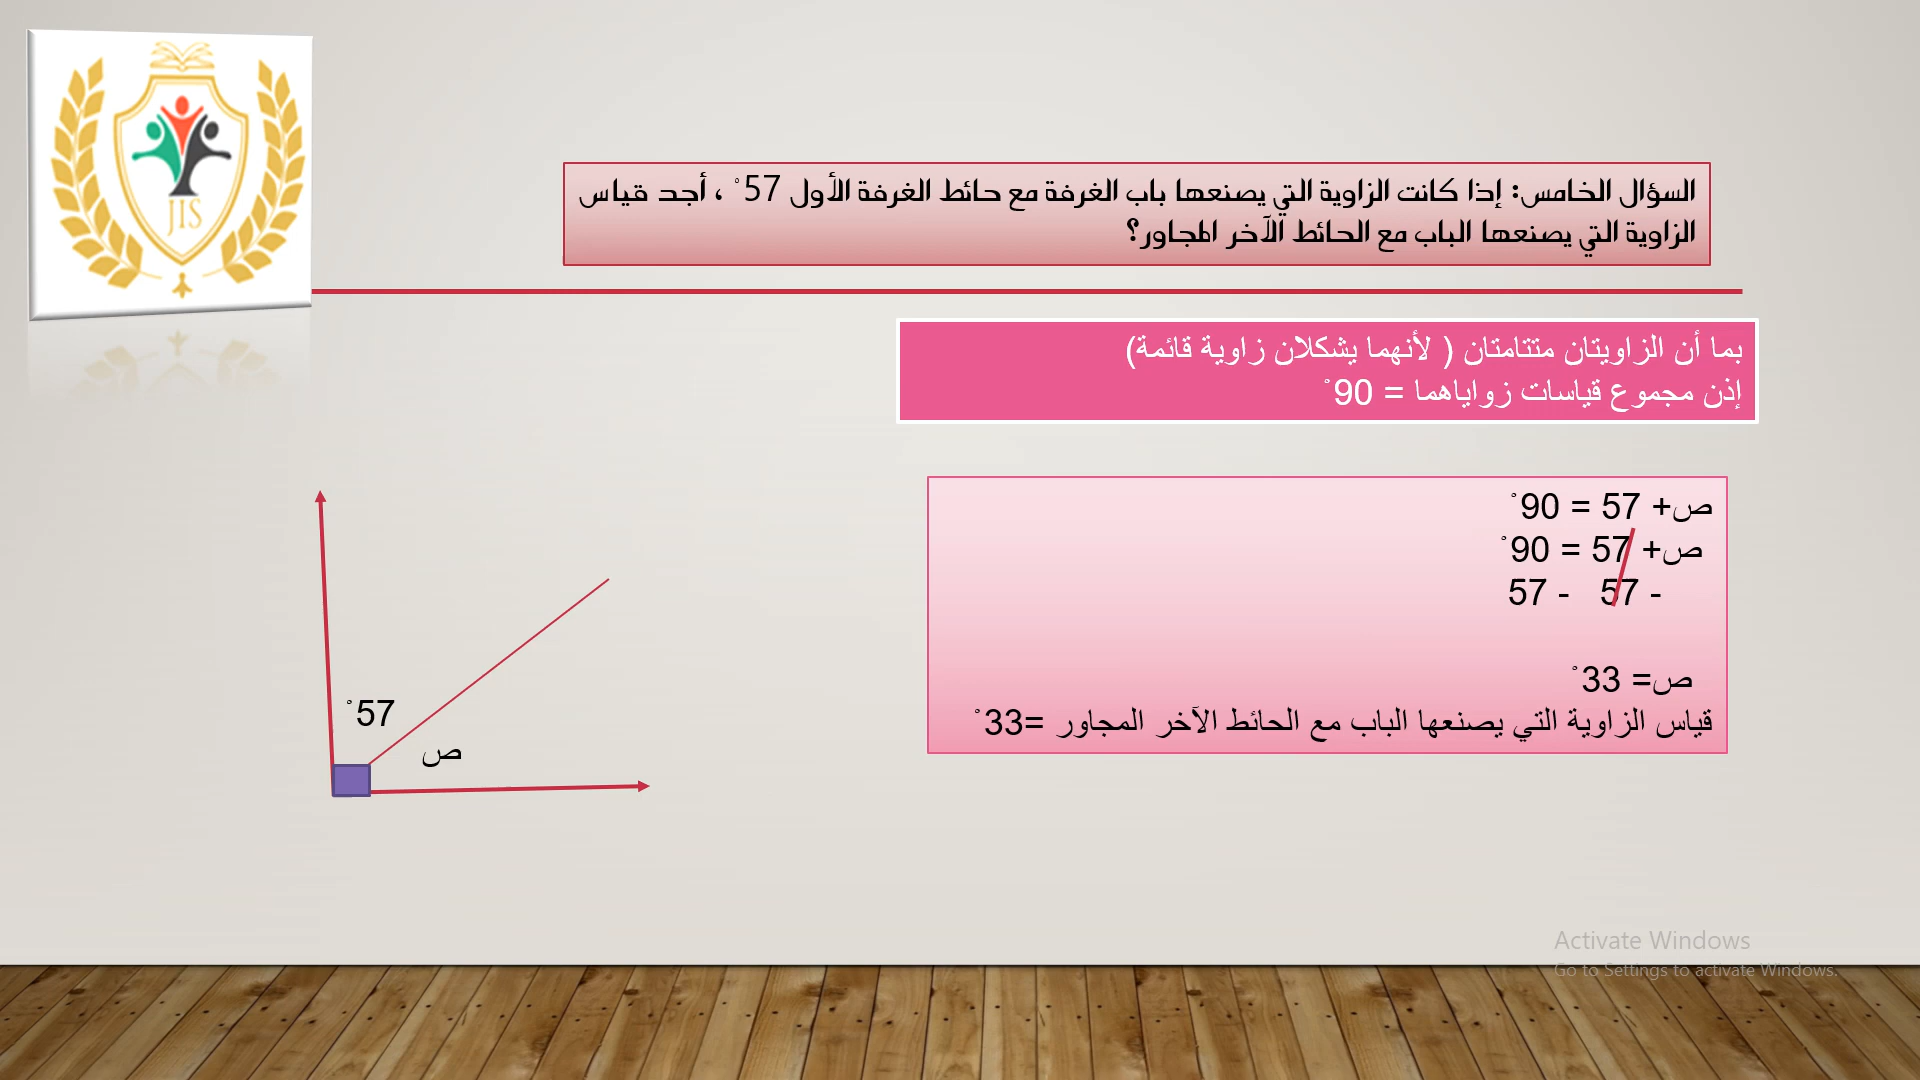 JIS
السؤال الخامس: إذا كانت الزاوية التي يصنعها باب الغرفة مع حائط الغرفة الأول 57˚ ، أجد قياس
الزاوية التي يصنعها الباب مع الحائط الآخر المجاور؟
بما أن الزاويتان متتامتان ( لأنهما يشكلان زاوية قائمة)
إذن مجموع قياسات زواياهما = 90˚
ص+ 57 = 90˚
ص+ 57 = 90˚
- 57 - 57
ص= 33˚
قياس الزاوية التي يصنعها الباب مع الحائط الآخر المجاور =33˚
57˚
ص
Activate Windows
Go to Settings to activate Windows.